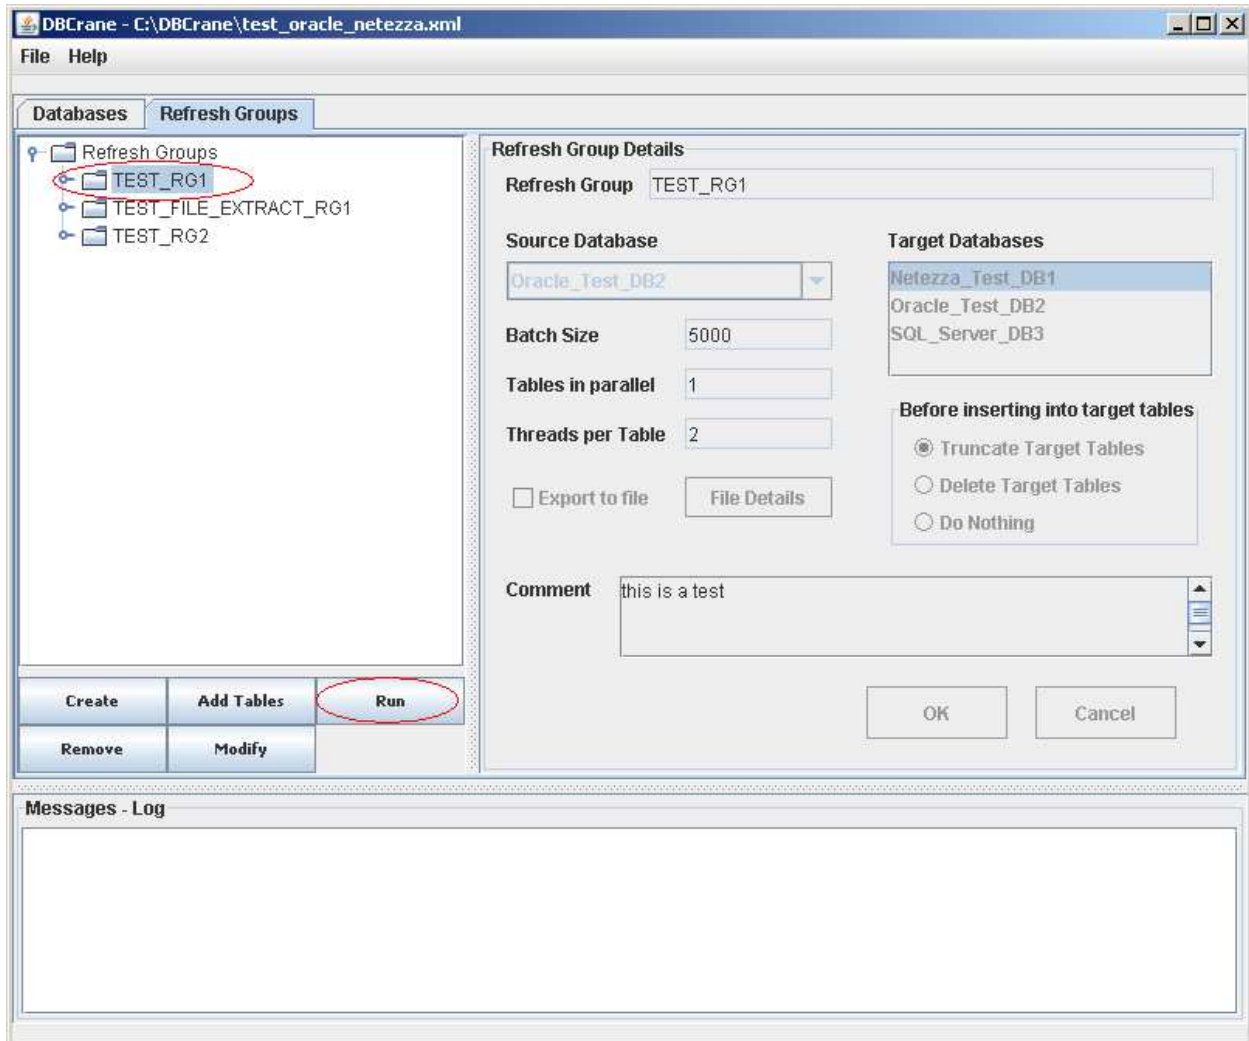 DBCrane - C:\DBCrane\test_oracle_netezza.xml
File Help
Databases Refresh Groups
Refresh Groups
TEST_RG1
TEST_FILE_EXTRACT_RG1
TEST_RG2
Create Add Tables Run
Remove Modify
Refresh Group Details
Refresh Group TEST_RG1
Source Database
Oracle_Test_DB2
Batch Size 5000
Tables in parallel 1
Threads per Table 2
Export to file File Details
Target Databases
Netezza_Test_DB1
Oracle_Test_DB2
SQL_Server_DB3
Before inserting into target tables
Truncate Target Tables
Delete Target Tables
Do Nothing
Comment this is a test
OK Cancel
Messages - Log